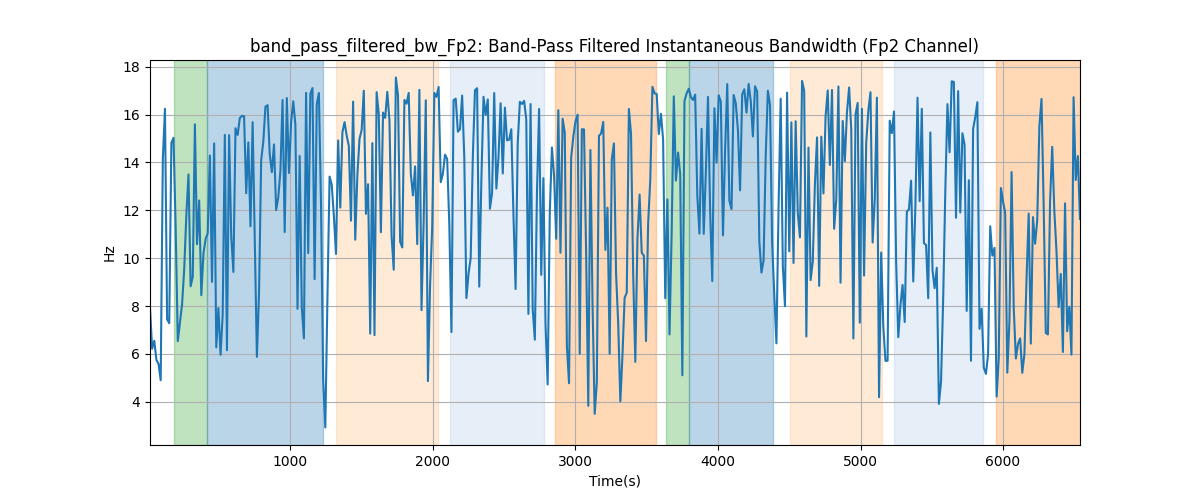 band_pass_filtered_bw_Fp2: Band-Pass Filtered Instantaneous Bandwidth (Fp2 Channel)
18
16
14
12
10
8
6
4
Hz
1000 2000 3000 4000 5000 6000
Time(s)